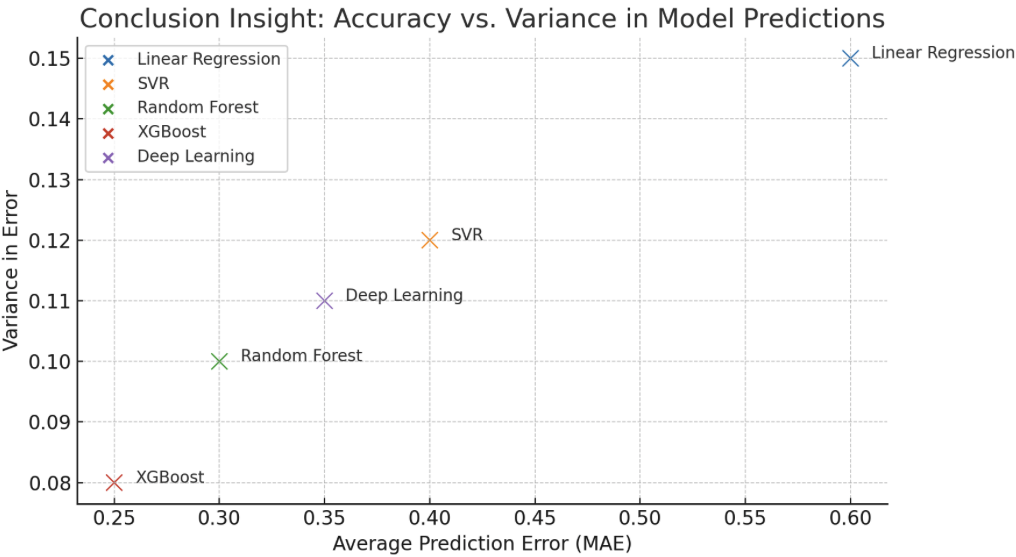 Conclusion Insight: Accuracy vs. Variance in Model Predictions
Linear Regression
SVR
Random Forest
XGBoost
Deep Learning
Linear Regression
SVR
Deep Learning
Random Forest
XGBoost
Variance in Error
0.15
0.14
0.13
0.12
0.11
0.10
0.09
0.08
0.25 0.30 0.35 0.40 0.45 0.50 0.55 0.60
Average Prediction Error (MAE)